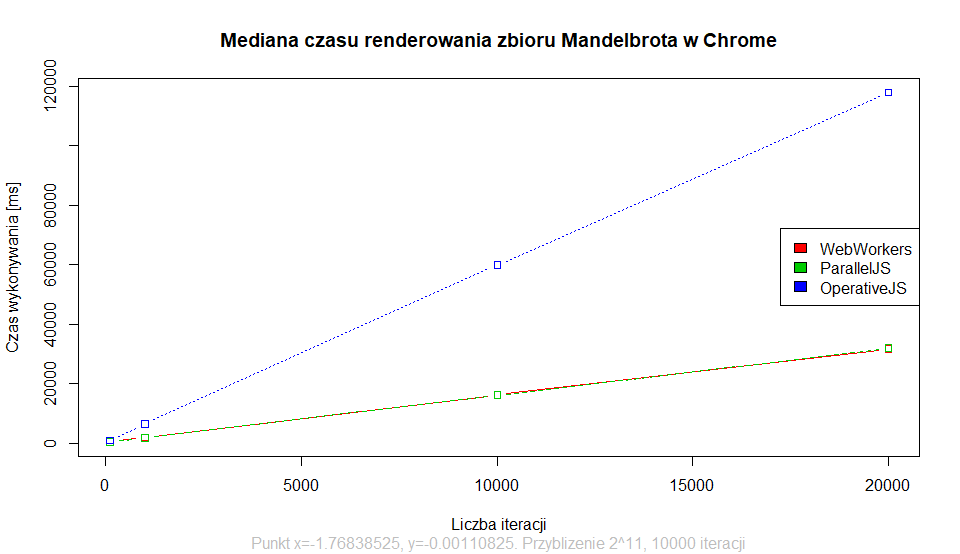 Mediana czasu renderowania zbioru Mandelbrota w Chrome
Czas wykonywania [ms]
120000
80000
60000
40000
20000
0
WebWorkers
ParallelJS
OperativeJS
0 5000 10000 15000 20000
Liczba iteracji
Punkt x=-1.76838525, y=-0.00110825. Przyblizenie 2^11, 10000 iteracji